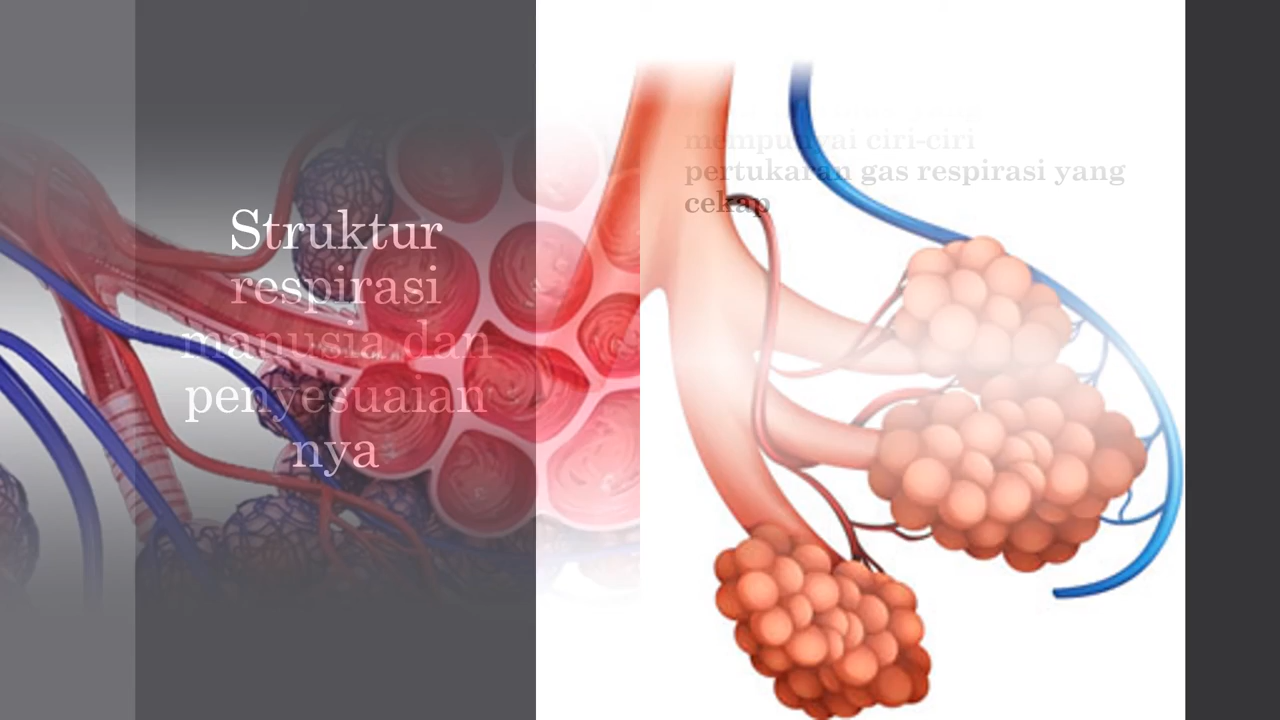 Struktur
respirasi
manusia dan
penyesuaian
nya
mempunyai ciri-ciri
pertukaran gas respirasi yang
cekap